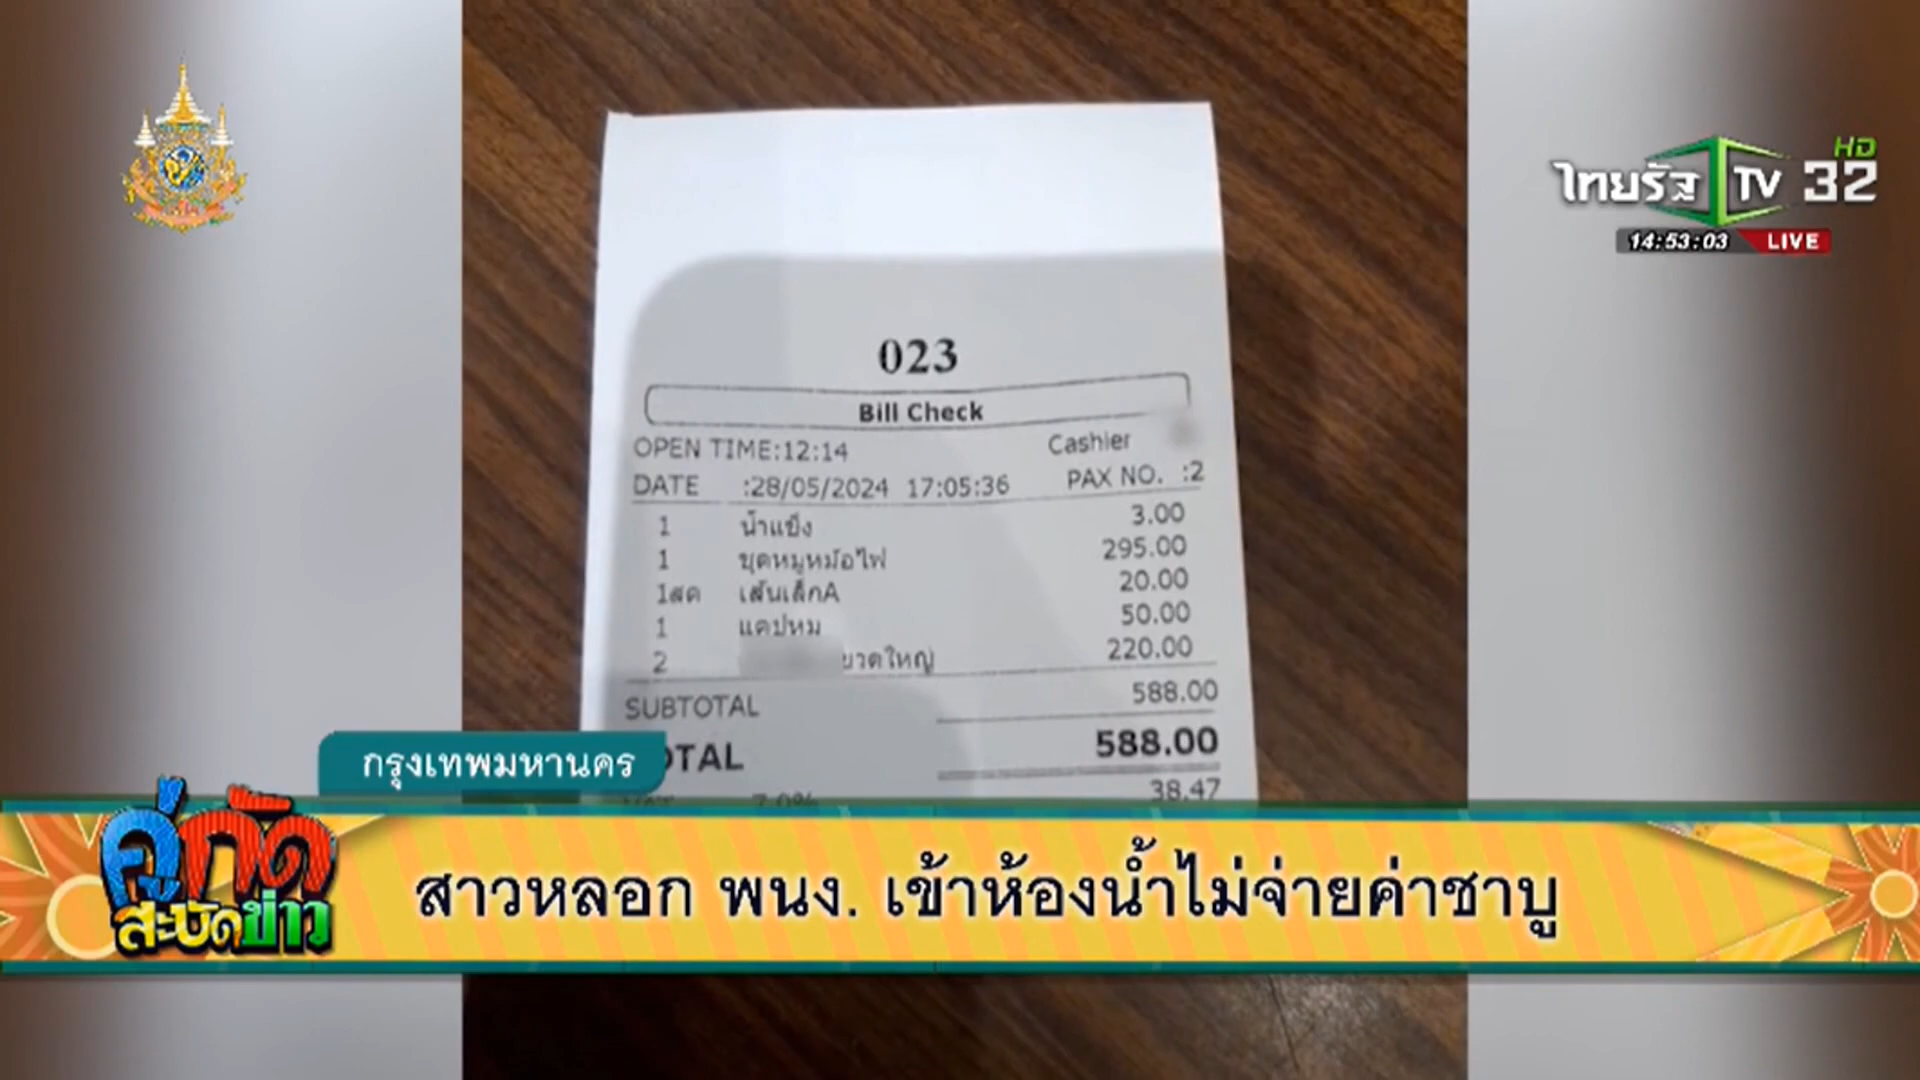 ไทยรัฐ TV 32 HD
14:53:03 LIVE
023
Bill Check
OPEN TIME:12:14 Cashier
DATE :28/05/2024 17:05:36 PAX NO. :2
1 น้ำแข็ง 3.00
1 ชุดหมูหม้อไฟ 295.00
1สด เส้นเล็กA 20.00
1 แคปหมู 50.00
2 ขวดใหญ่ 220.00
SUBTOTAL 588.00
OTAL 588.00
7.0% 38.47
กรุงเทพมหานคร
คู่กัด
สะบัดข่าว
สาวหลอก พนง. เข้าห้องน้ำไม่จ่ายค่าชาบู